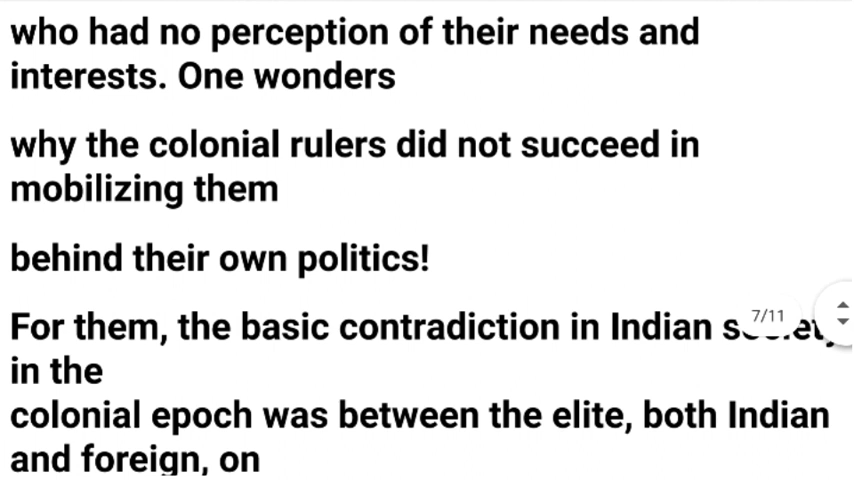 who had no perception of their needs and
interests. One wonders
why the colonial rulers did not succeed in
mobilizing them
behind their own politics!
For them, the basic contradiction in Indian
7/11
in the
colonial epoch was between the elite, both Indian
and foreign, on